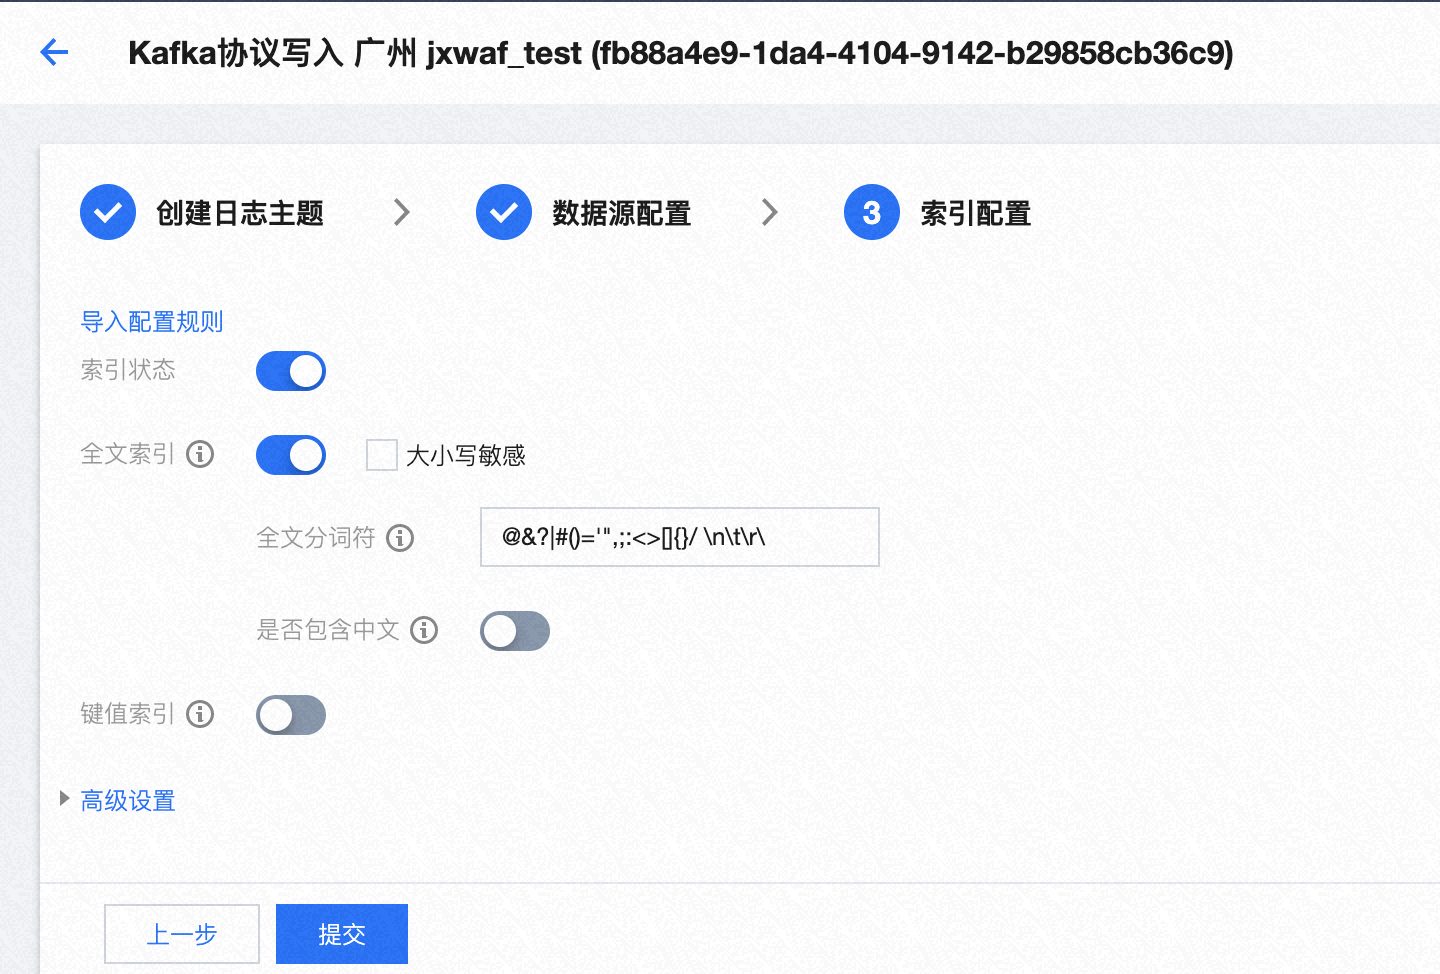 Kafka协议写入 广州 jxwaf_test (fb88a4e9-1da4-4104-9142-b29858cb36c9)
创建日志主题 数据源配置 3 索引配置
导入配置规则
索引状态
全文索引 大小写敏感
全文分词符 @&?|#()='",;:<>[]{}/ \n\t\r\
是否包含中文
键值索引
高级设置
上一步 提交